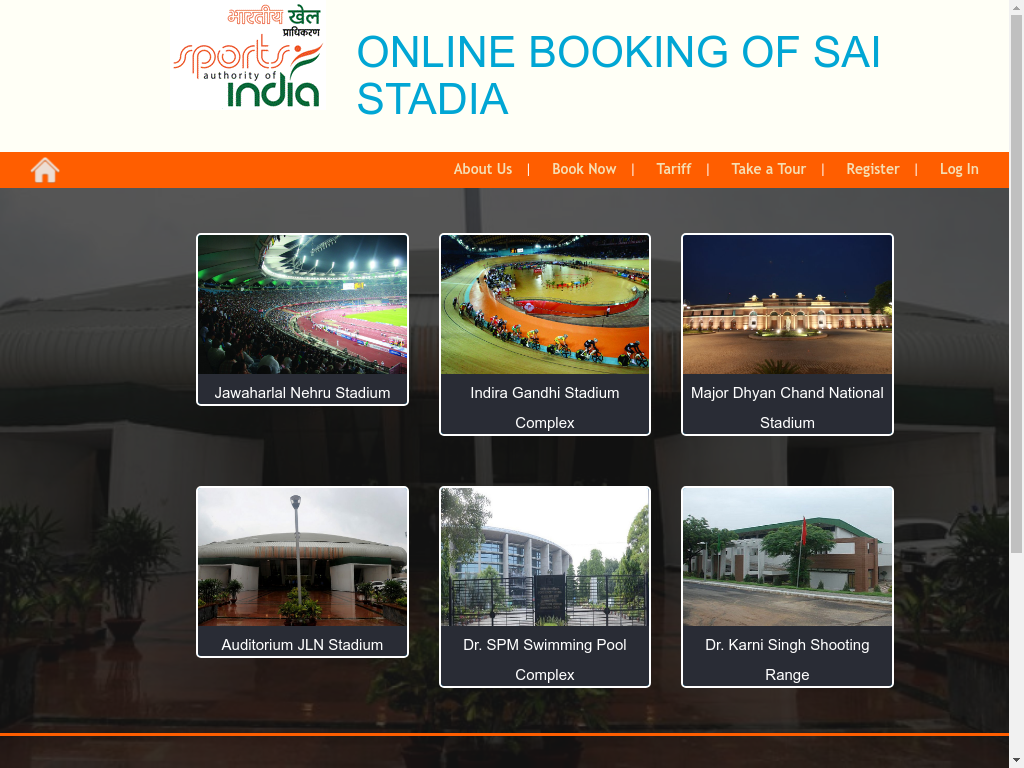 भारतीय खेल
प्राधिकरण
sports
authority of
india
ONLINE BOOKING OF SAI
STADIA
About Us | Book Now | Tariff | Take a Tour | Register | Log In
Jawaharlal Nehru Stadium
Indira Gandhi Stadium
Complex
Major Dhyan Chand National
Stadium
Auditorium JLN Stadium
Dr. SPM Swimming Pool
Complex
Dr. Karni Singh Shooting
Range